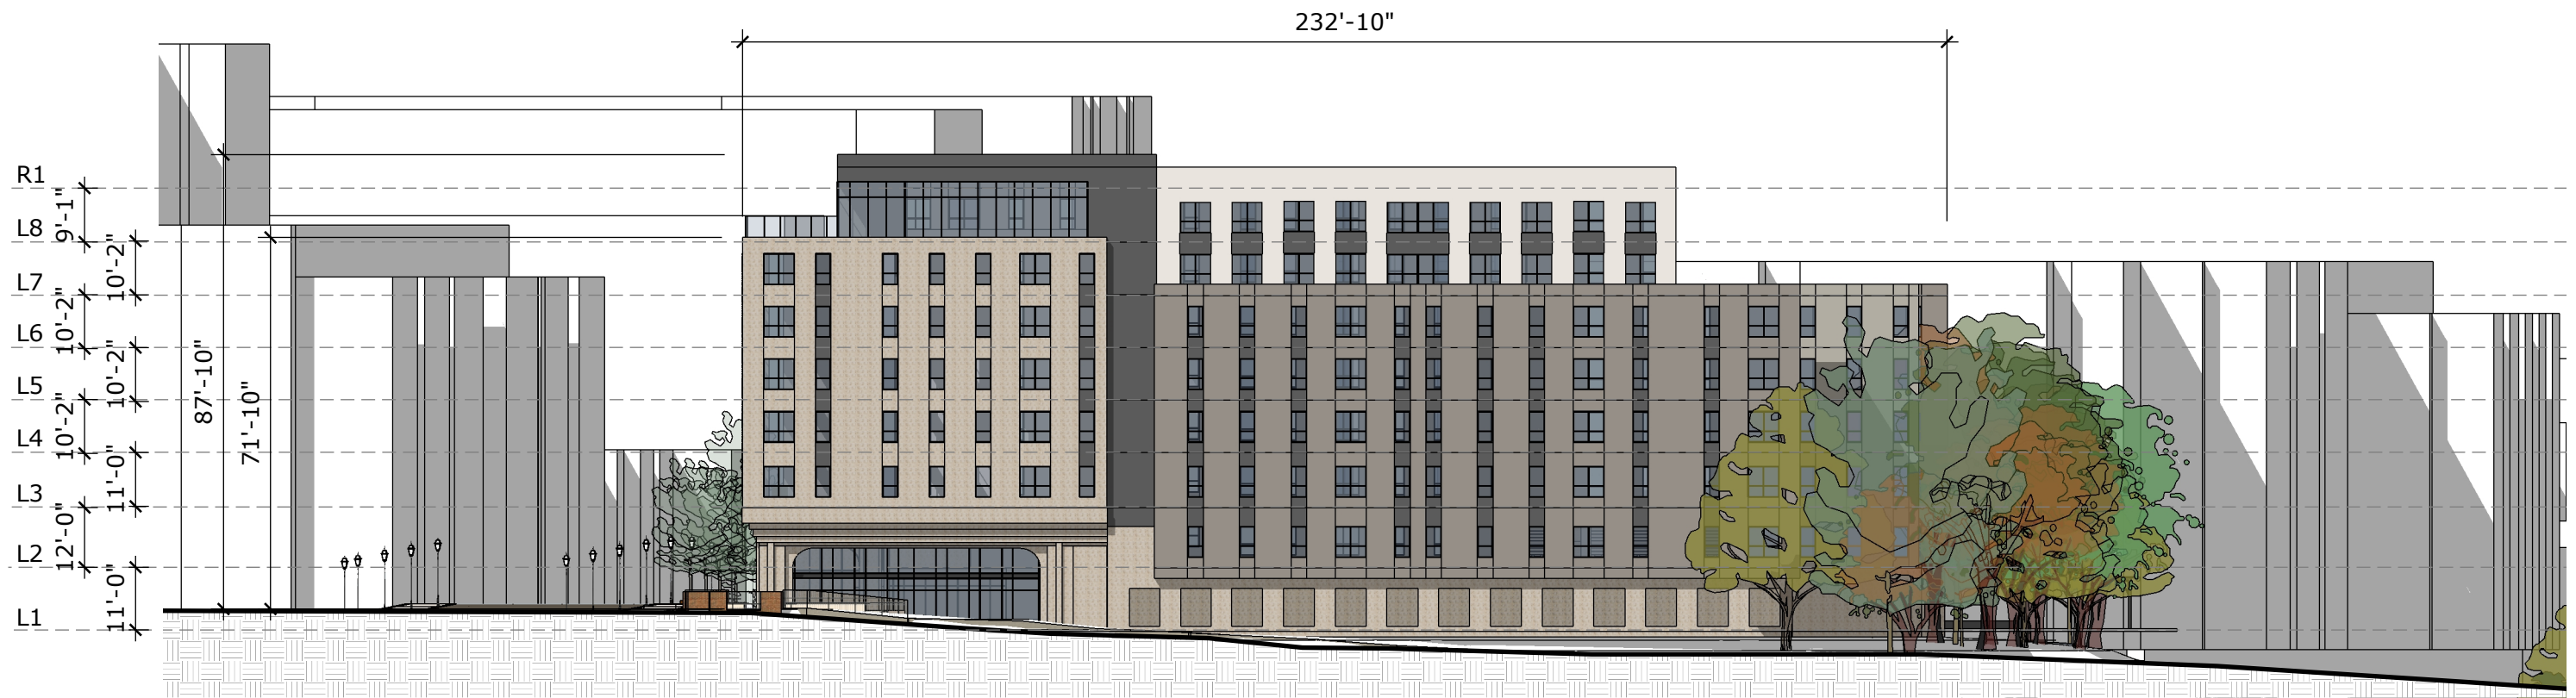 232'-10"
R1
9'-1"
L8
10'-2"
L7
10'-2"
L6
10'-2"
L5
10'-2"
L4
11'-0"
L3
12'-0"
L2
11'-0"
L1
87'-10"
71'-10"